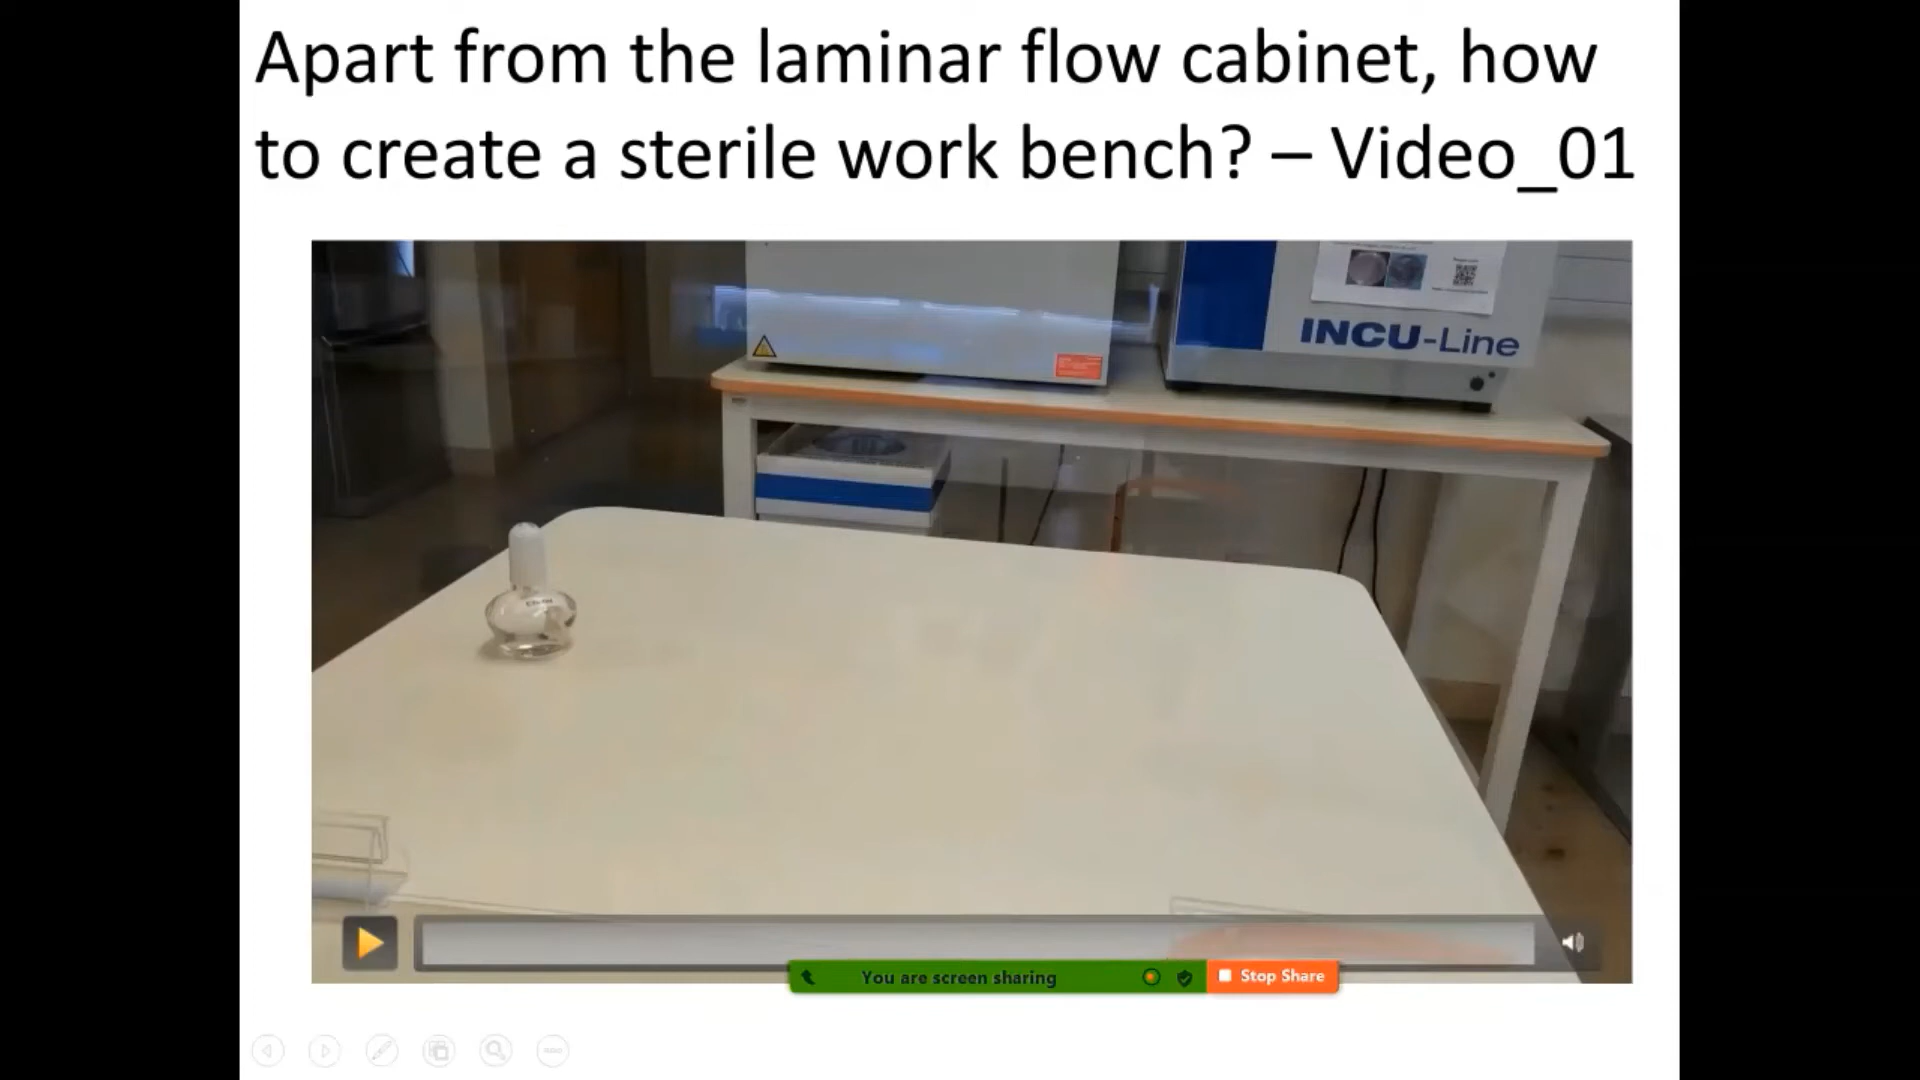 Apart from the laminar flow cabinet, how
to create a sterile work bench? – Video_01
INCU-Line
You are screen sharing
Stop Share